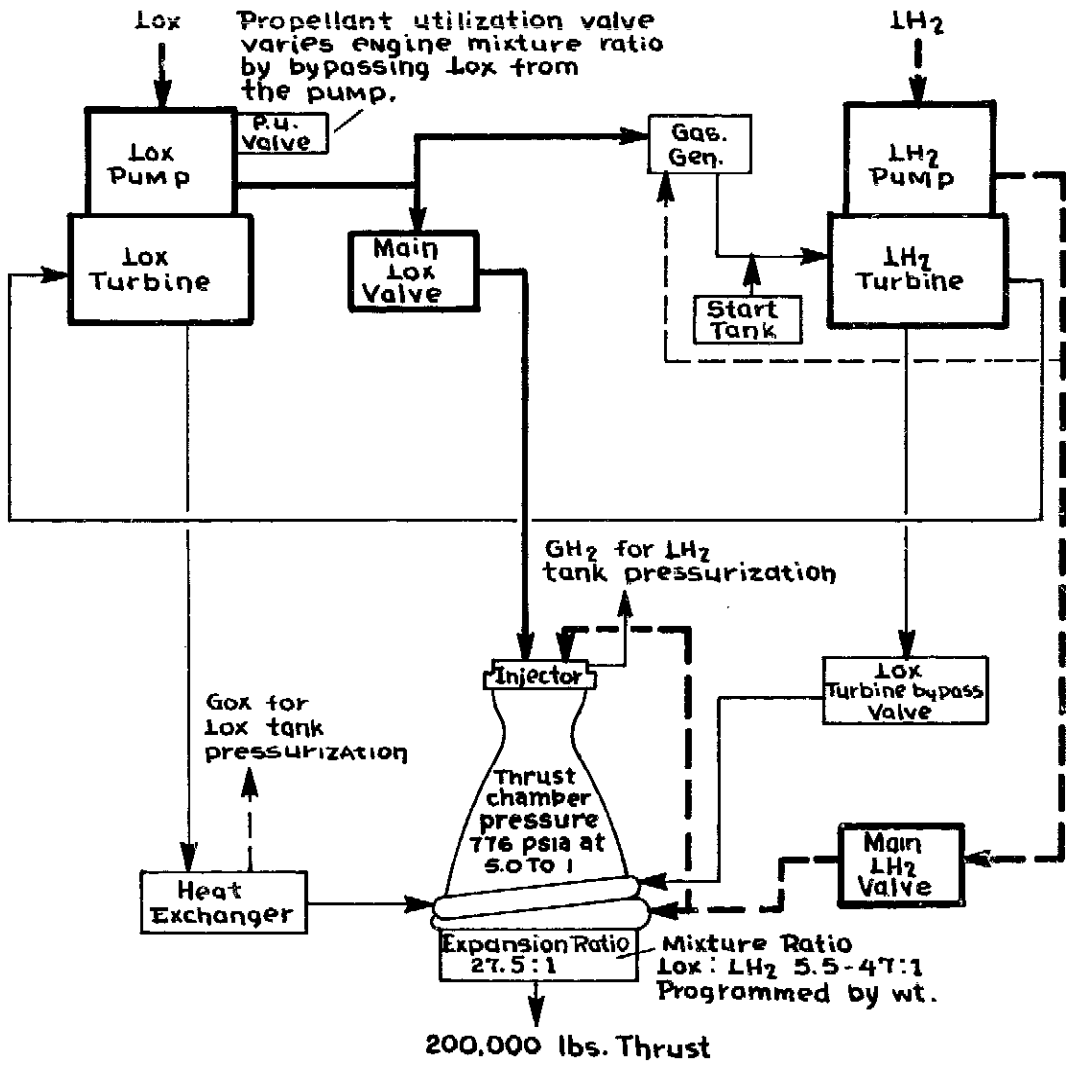 Lox
Propellant utilization valve
varies engine mixture ratio
by bypassing Lox from
the pump.
LH2
P.U.
Valve
Lox
Pump
Gas.
Gen.
LH2
Pump
Lox
Turbine
Main
Lox
Valve
LH2
Turbine
Start
Tank
GH2 for LH2
tank pressurization
Injector
Lox
Turbine bypass
Valve
Gox for
Lox tank
pressurization
Thrust
chamber
pressure
776 psia at
5.0 To 1
Main
LH2
Valve
Heat
Exchanger
Expansion Ratio
27.5:1
Mixture Ratio
Lox: LH2 5.5-47:1
Programmed by wt.
200,000 lbs. Thrust